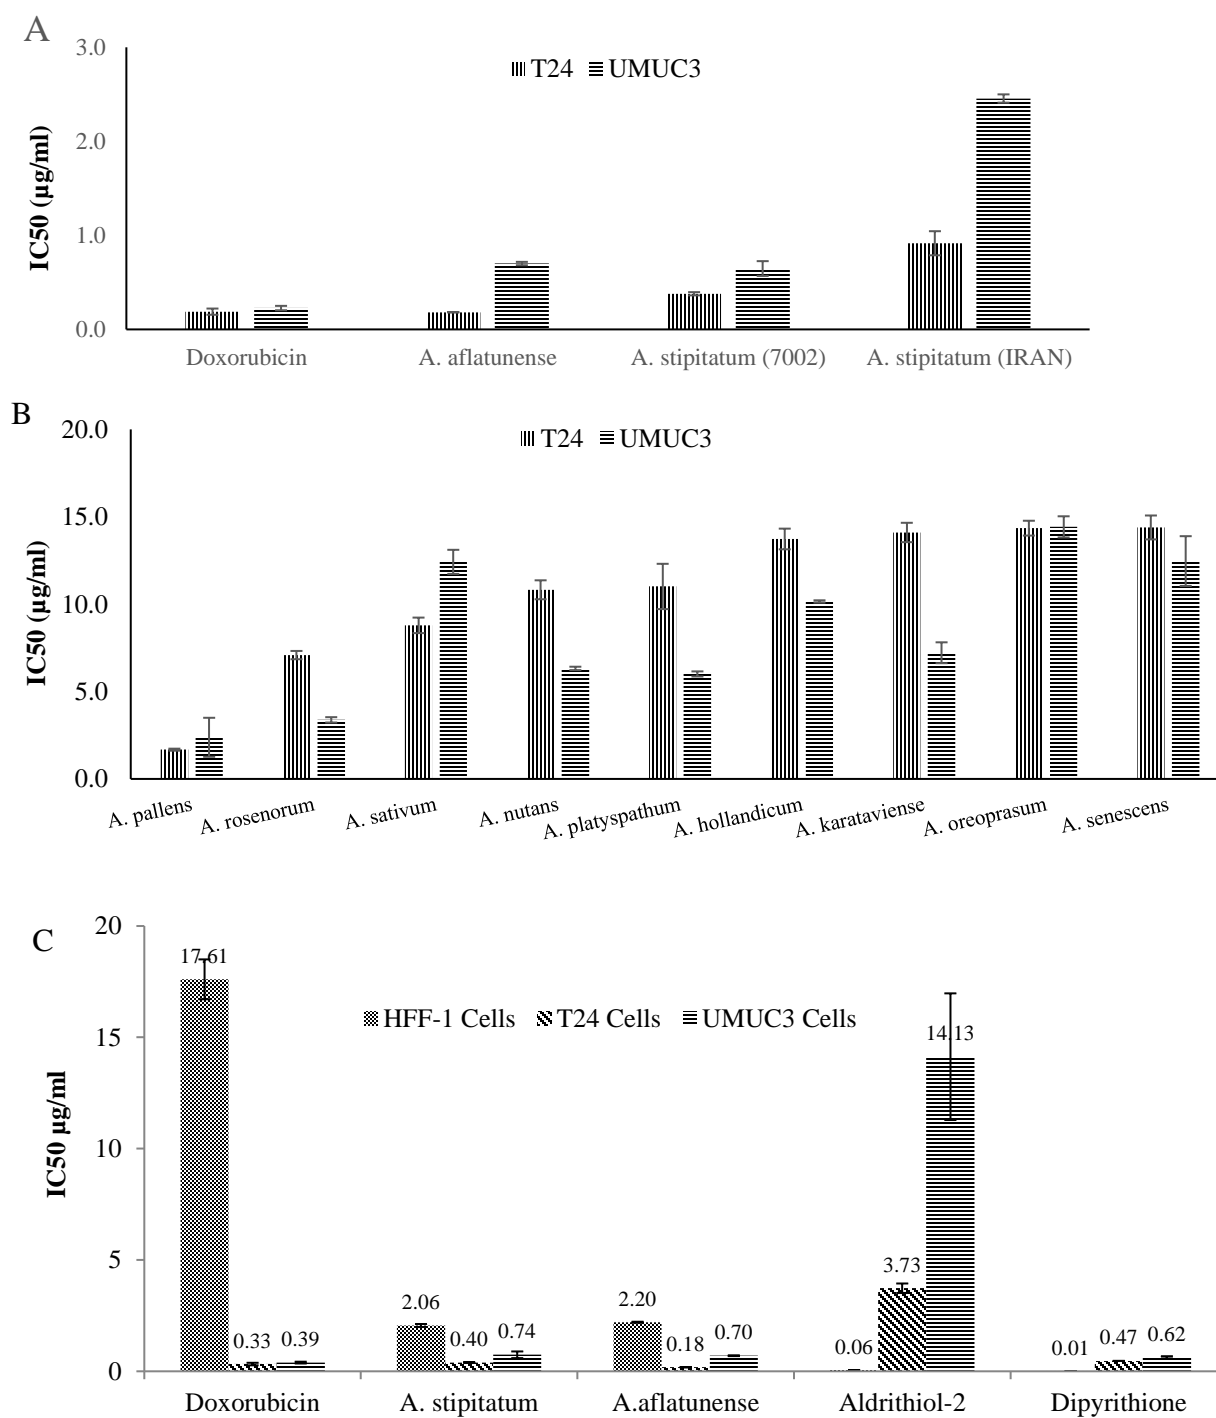 A
3.0
T24 UMUC3
2.0
IC50 (µg/ml)
1.0
0.0
Doxorubicin A. aflatunense A. stipitatum (7002) A. stipitatum (IRAN)
B
20.0
T24 UMUC3
15.0
IC50 (µg/ml)
10.0
5.0
0.0
A. pallens A. rosenorum A. sativum A. nutans A. platyspathum A. hollandicum A. karataviense A. oreoprasum A. senescens
C
20
17.61
HFF-1 Cells T24 Cells UMUC3 Cells
14.13
15
IC50 µg/ml
10
5
3.73
2.06 2.20
0.33 0.39 0.40 0.74 0.18 0.70 0.06 0.01 0.47 0.62
0
Doxorubicin A. stipitatum A.aflatunense Aldrithiol-2 Dipyrithione